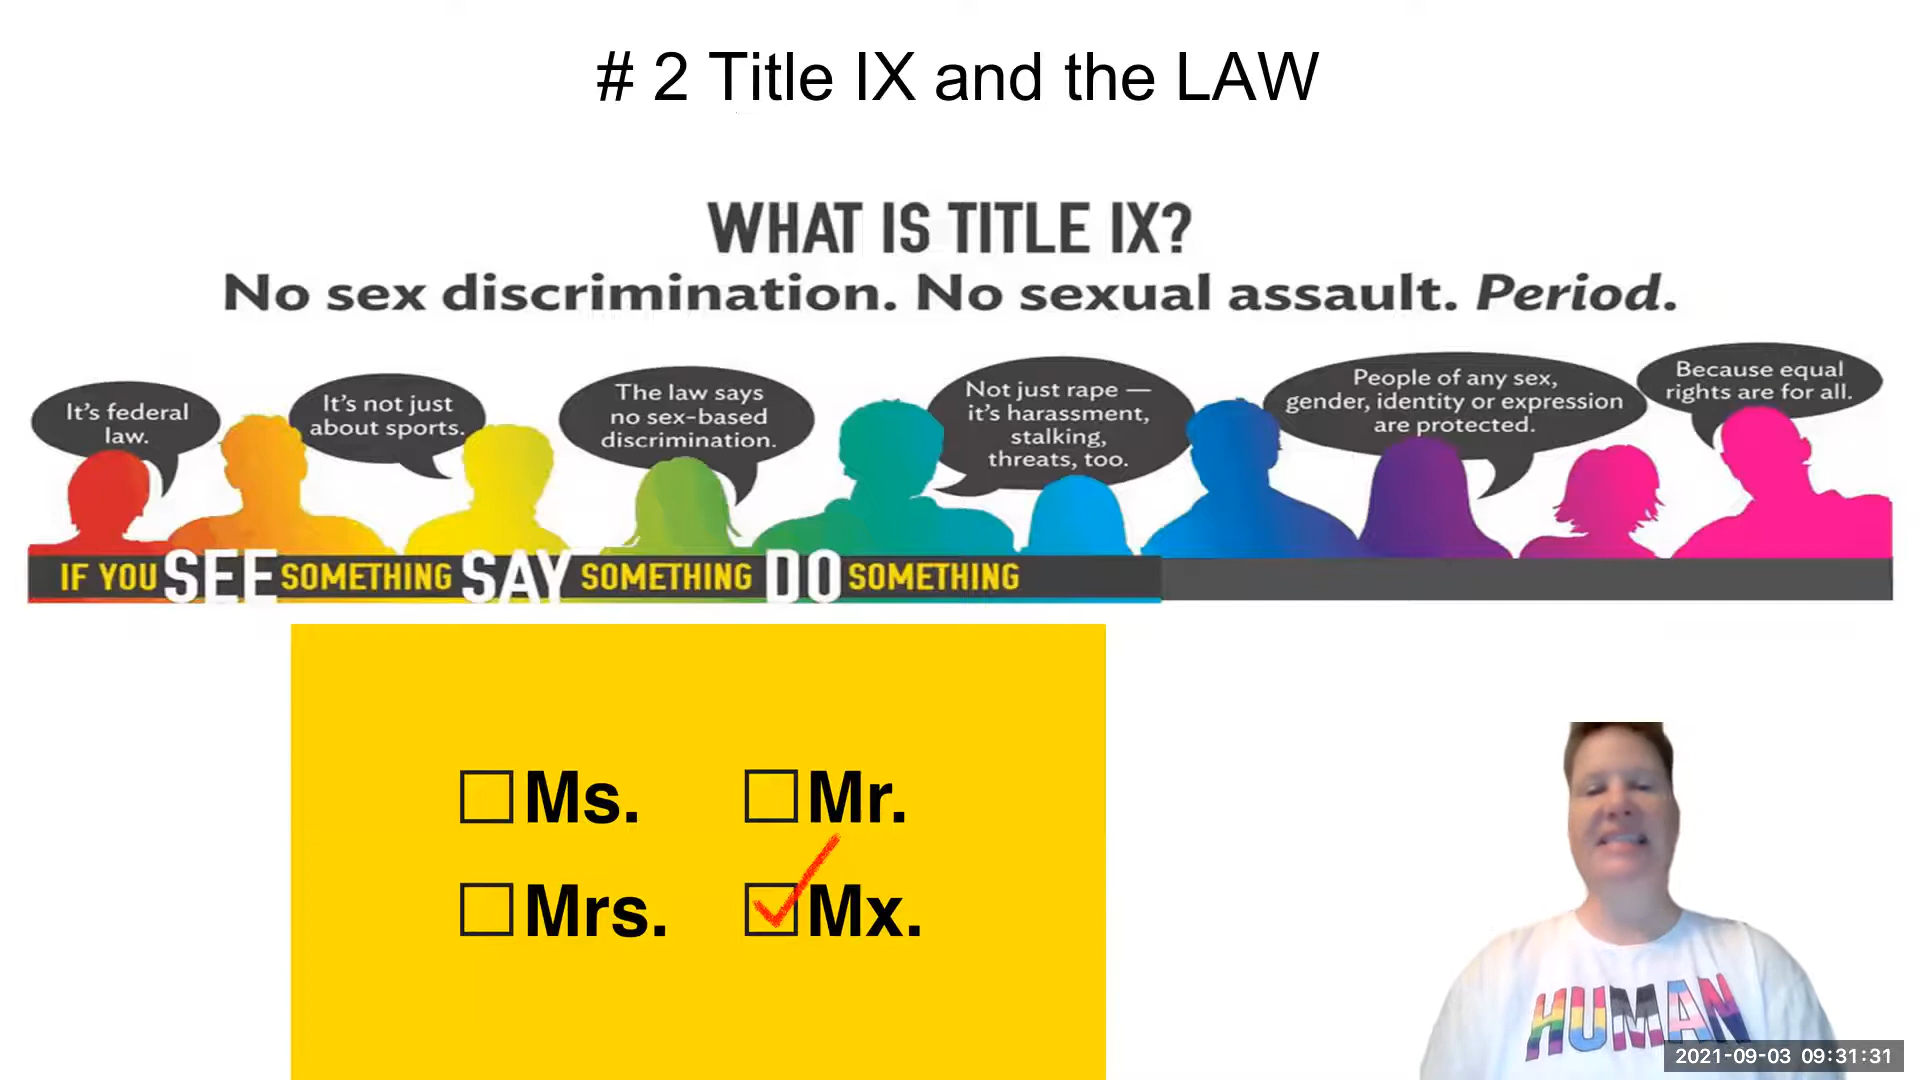 # 2 Title IX and the LAW
WHAT IS TITLE IX?
No sex discrimination. No sexual assault. Period.
It's federal
law.
It's not just
about sports.
The law says
no sex-based
discrimination.
Not just rape —
it's harassment,
stalking,
threats, too.
People of any sex,
gender, identity or expression
are protected.
Because equal
rights are for all.
IF YOU SEE SOMETHING SAY SOMETHING DO SOMETHING
Ms.
Mr.
Mrs.
Mx.
HUMAN
2021-09-03 09:31:31